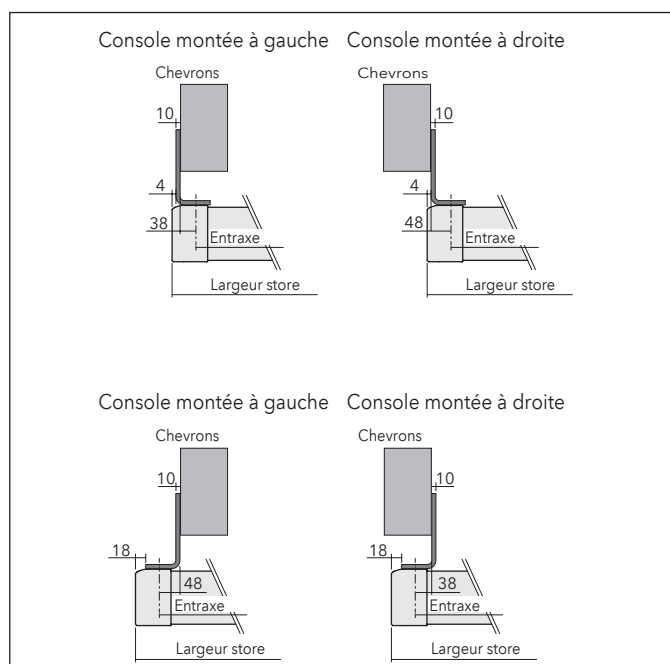 Console montée à gauche Console montée à droite
Chevrons Chevrons
10 10
4 4
38 48
Entraxe Entraxe
Largeur store Largeur store
Console montée à gauche Console montée à droite
Chevrons Chevrons
10 10
18 18
48 38
Entraxe Entraxe
Largeur store Largeur store